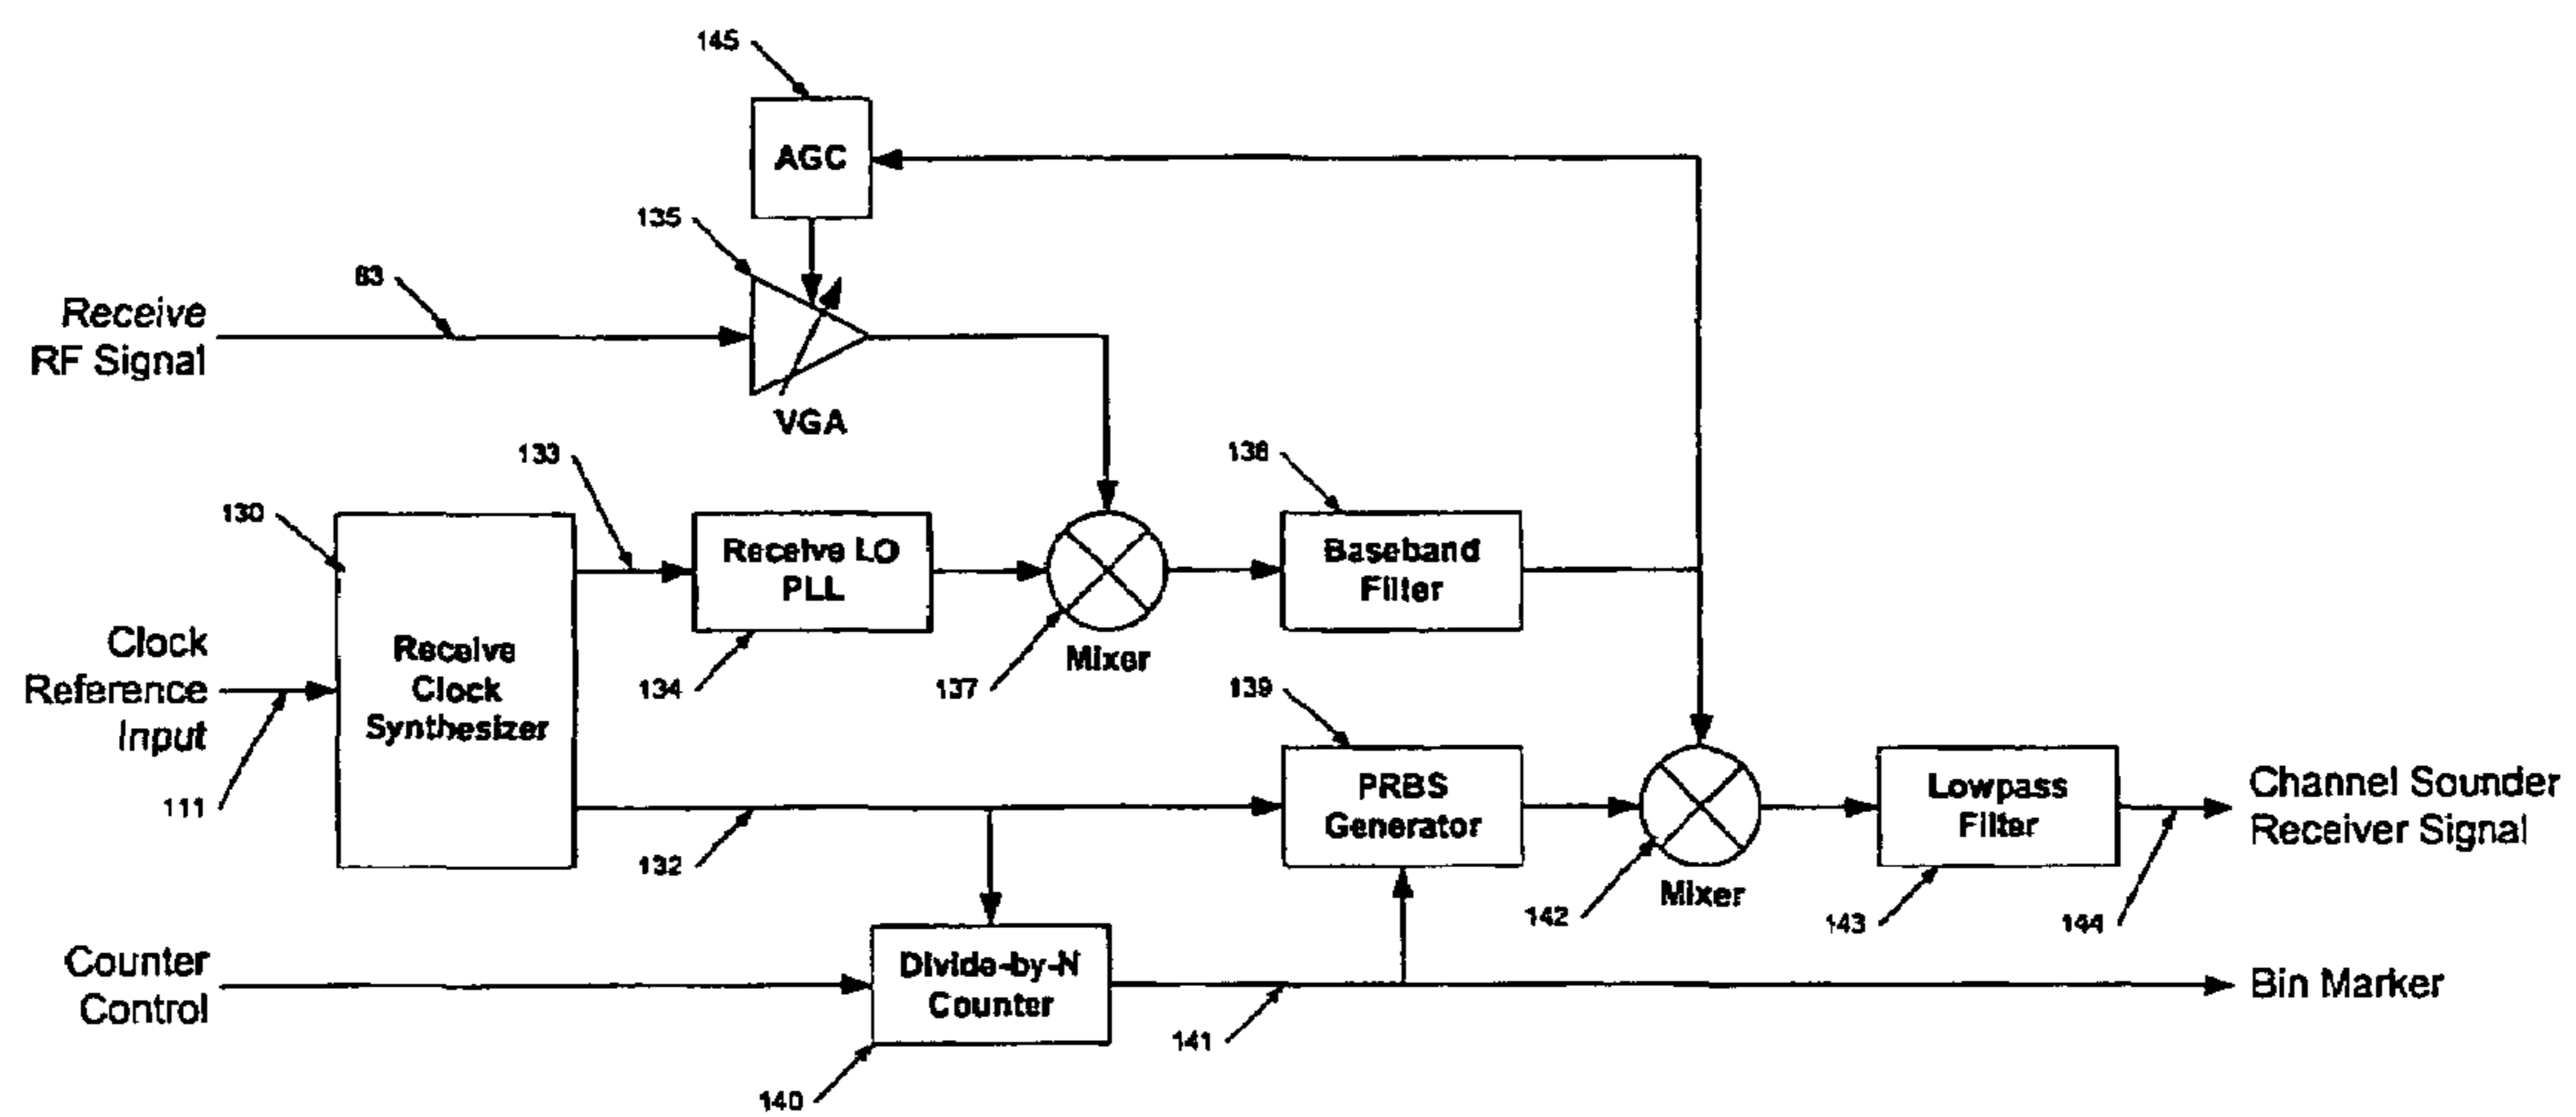 145
AGC
135
83
Receive
RF Signal
VGA
133
138
130
Receive LO
PLL
Baseband
Filter
Clock
Reference
Input
Receive
Clock
Synthesizer
134
137
Mixer
139
111
132
PRBS
Generator
Lowpass
Filter
Channel Sounder
Receiver Signal
142
Mixer
143
144
Counter
Control
Divide-by-N
Counter
141
Bin Marker
140